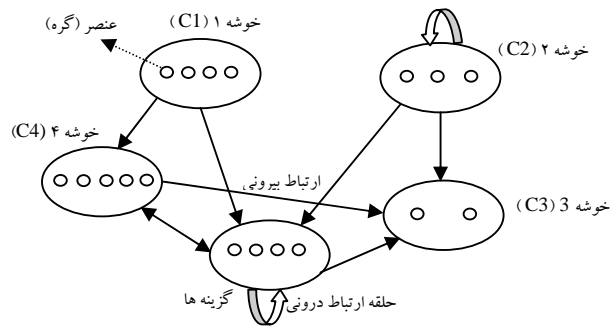 عنصر (گره)
خوشه ۱ (C1)
خوشه ۲ (C2)
خوشه ۴ (C4)
ارتباط بیرونی
خوشه 3 (C3)
گزینه ها
حلقه ارتباط درونی